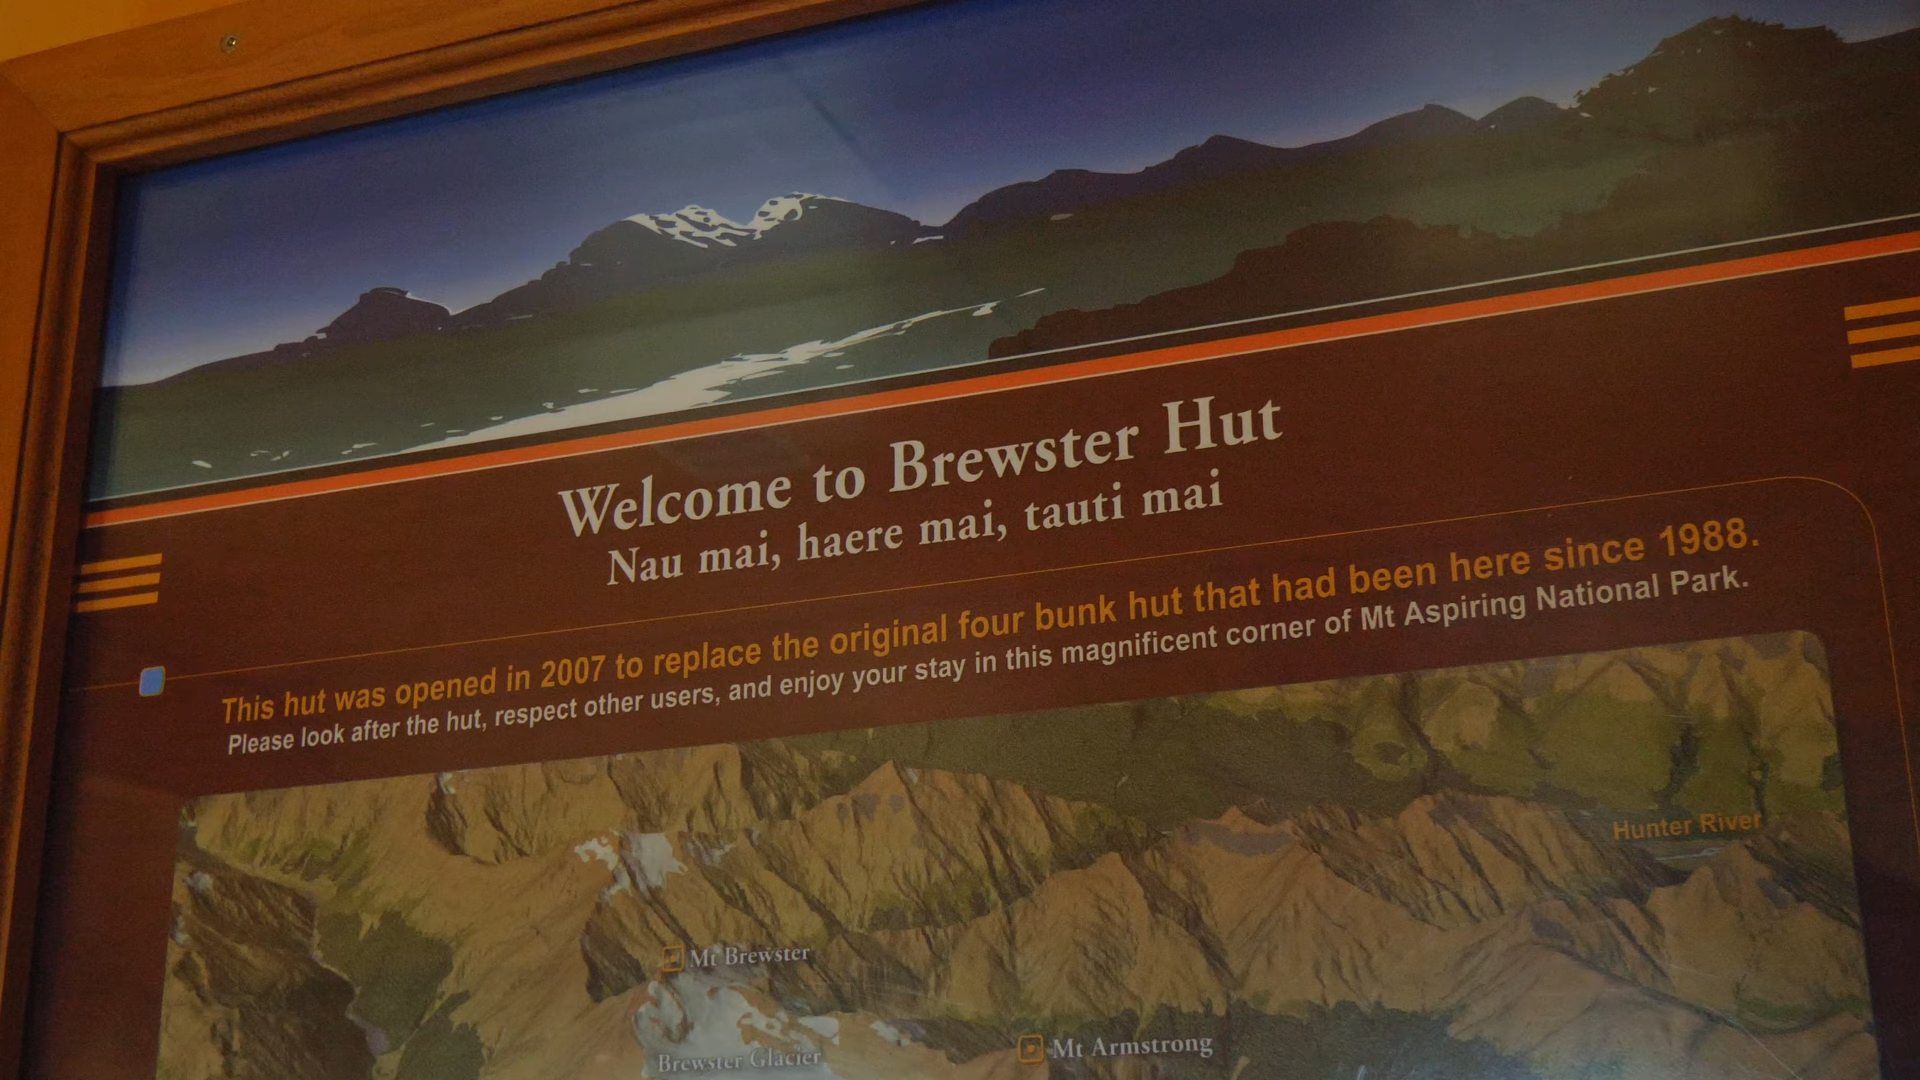 Welcome to Brewster Hut
Nau mai, haere mai, tauti mai
This hut was opened in 2007 to replace the original four bunk hut that had been here since 1988.
Please look after the hut, respect other users, and enjoy your stay in this magnificent corner of Mt Aspiring National Park.
Hunter River
Mt Brewster
Mt Armstrong
Brewster Glacier